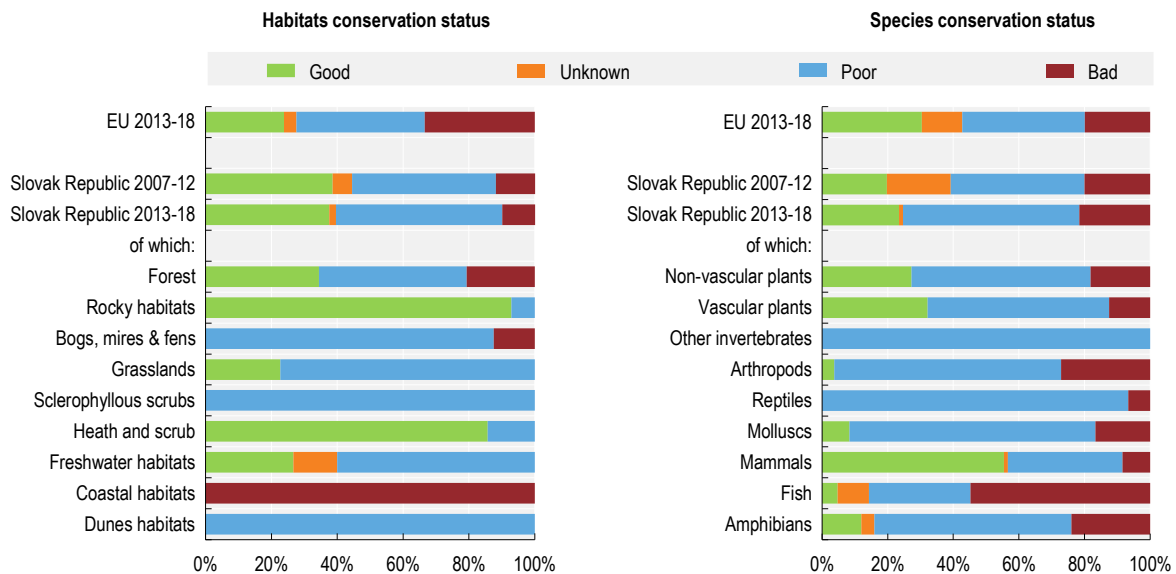 Habitats conservation status
Species conservation status
Good
Unknown
Poor
Bad
EU 2013-18
Slovak Republic 2007-12
Slovak Republic 2013-18
of which:
Forest
Rocky habitats
Bogs, mires & fens
Grasslands
Sclerophyllous scrubs
Heath and scrub
Freshwater habitats
Coastal habitats
Dunes habitats
0% 20% 40% 60% 80% 100%
EU 2013-18
Slovak Republic 2007-12
Slovak Republic 2013-18
of which:
Non-vascular plants
Vascular plants
Other invertebrates
Arthropods
Reptiles
Molluscs
Mammals
Fish
Amphibians
0% 20% 40% 60% 80% 100%